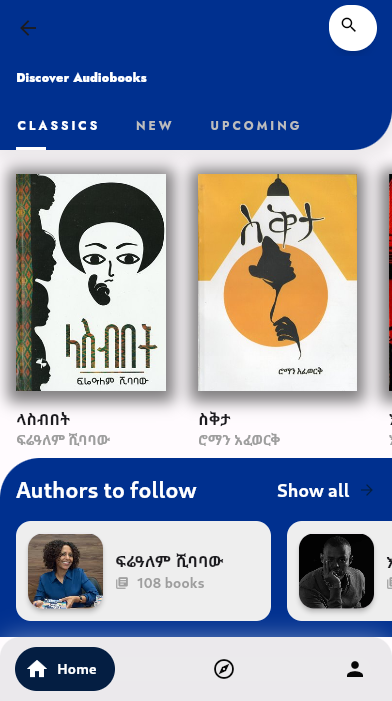 Discover Audiobooks
CLASSICS NEW UPCOMING
ላስብበት
ፍሬዓለም ሺባባው
ስቅታ
ሮማን አፈወርቅ
ላስብበት
ፍሬዓለም ሺባባው
ስቅታ
ሮማን አፈወርቅ
Authors to follow
Show all
ፍሬዓለም ሺባባው
108 books
Home